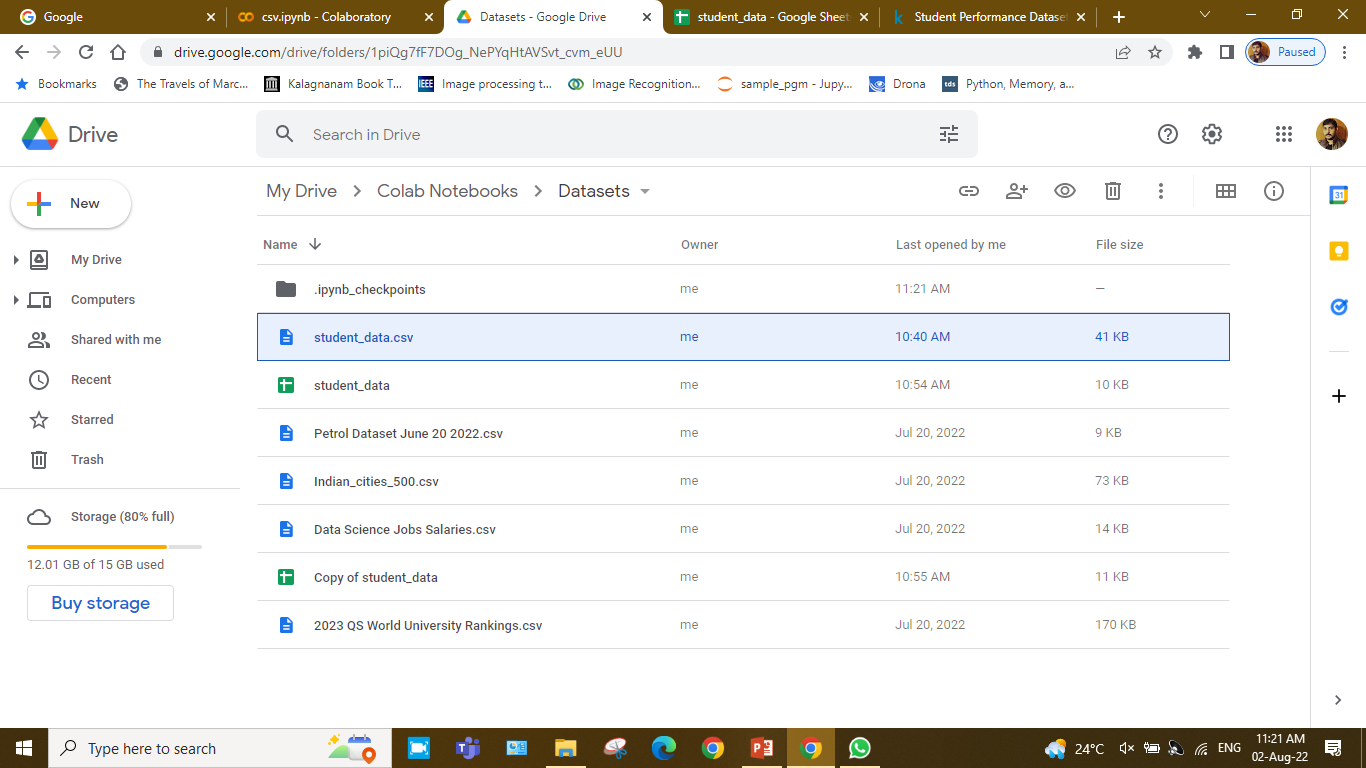 Google
csv.ipynb - Colaboratory
Datasets - Google Drive
student_data - Google Sheet
Student Performance Datase
drive.google.com/drive/folders/1piQg7fF7DOg_NePYqHtAVSvt_cvm_eUU
Paused
Bookmarks
The Travels of Marc...
Kalagnanam Book T...
IEEE
Image processing t...
Image Recognition...
sample_pgm - Jupy...
Drona
tds
Python, Memory, a...
Drive
Search in Drive
New
My Drive
Computers
Shared with me
Recent
Starred
Trash
Storage (80% full)
12.01 GB of 15 GB used
Buy storage
My Drive > Colab Notebooks > Datasets
Name Owner Last opened by me File size
.ipynb_checkpoints me 11:21 AM —
student_data.csv me 10:40 AM 41 KB
student_data me 10:54 AM 10 KB
Petrol Dataset June 20 2022.csv me Jul 20, 2022 9 KB
Indian_cities_500.csv me Jul 20, 2022 73 KB
Data Science Jobs Salaries.csv me Jul 20, 2022 14 KB
Copy of student_data me 10:55 AM 11 KB
2023 QS World University Rankings.csv me Jul 20, 2022 170 KB
31
Type here to search
24°C
ENG
11:21 AM
02-Aug-22